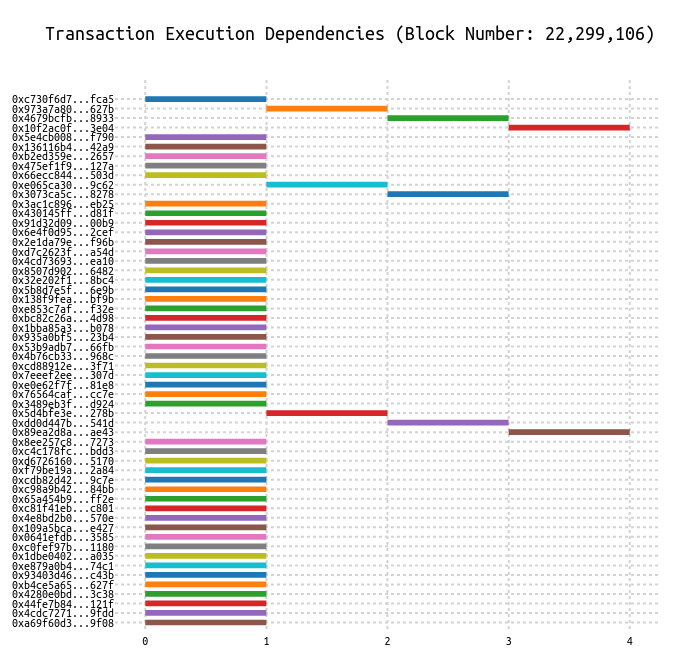 Transaction Execution Dependencies (Block Number: 22,299,106)
0xc730f6d7...fca5
0x973a7a80...627b
0x4679bcfb...8933
0x10f2ac0f...3e04
0x5e4cb008...f790
0x136116b4...42a9
0xb2ed359e...2657
0x475ef1f9...127a
0x66ecc844...503d
0xe065ca30...9c62
0x3073ca5c...8278
0x3ac1c896...eb25
0x430145ff...d81f
0x91d32d09...00b9
0x6e4f0d95...2cef
0x2e1da79e...f96b
0xd7c2623f...a54d
0x4cd73693...ea10
0x8507d902...6482
0x32e202f1...8bc4
0x5b8d7e5f...6e9b
0x138f9fea...bf9b
0xe853c7af...f32e
0xbc82c26a...4d98
0x1bba85a3...b078
0x935a0bf5...23b4
0x53b9adb7...66fb
0x4b76cb33...968c
0xcd88912e...3f71
0x7eeef2ee...307d
0xe0e62f7f...81e8
0x76564caf...cc7e
0x3489eb3f...d924
0x5d4bfe3e...278b
0xdd0d447b...541d
0x89ea2d8a...ae43
0x8ee257c8...7273
0xc4c178fc...bdd3
0xd6726160...5170
0xf79be19a...2a84
0xcdb82d42...9c7e
0xc98a9b42...84bb
0x65a454b9...ff2e
0xc81f41eb...c801
0x4e8bd2b0...570e
0x109a5bca...e427
0x0641efdb...3585
0xc0fef97b...1180
0x1dbe0402...a035
0xe879a0b4...74c1
0x93403d46...c43b
0xb4ce5a65...627f
0x4280e0bd...3c38
0x44fe7b84...121f
0x4cdc7271...9fdd
0xa69f60d3...9f08
0 1 2 3 4